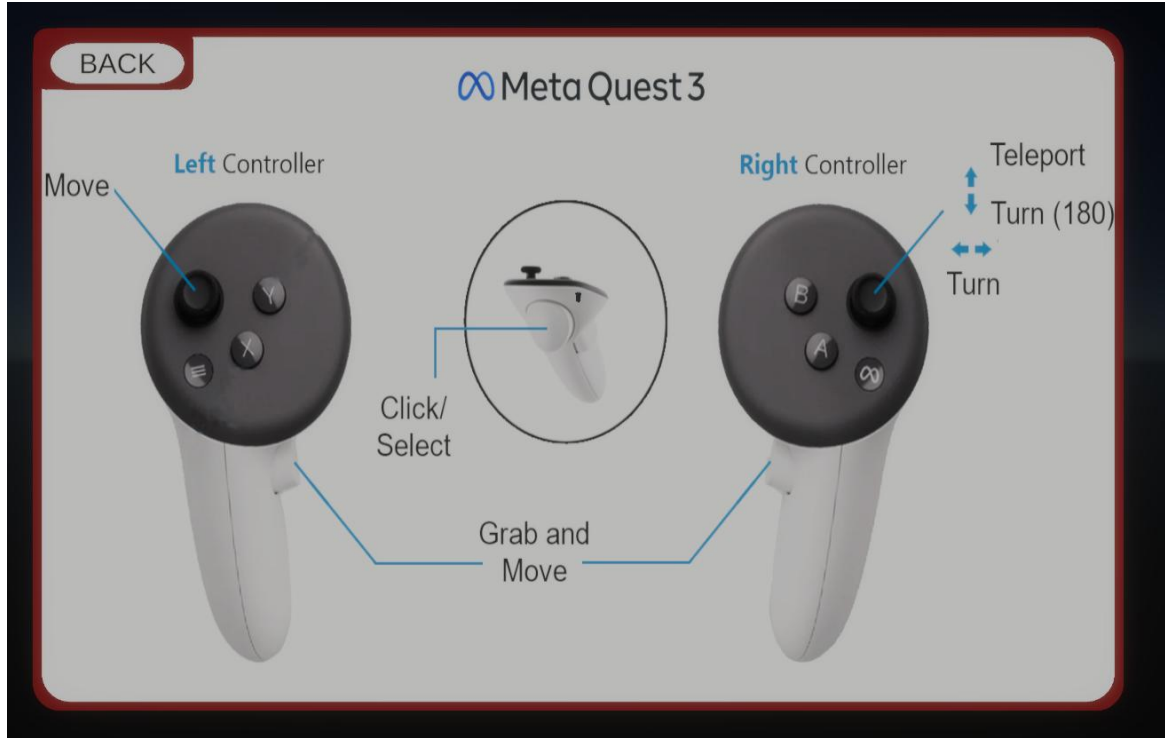 BACK
Meta Quest 3
Left Controller
Right Controller
Move
Teleport
Turn (180)
Turn
Y
X
B
A
Click/
Select
Grab and
Move